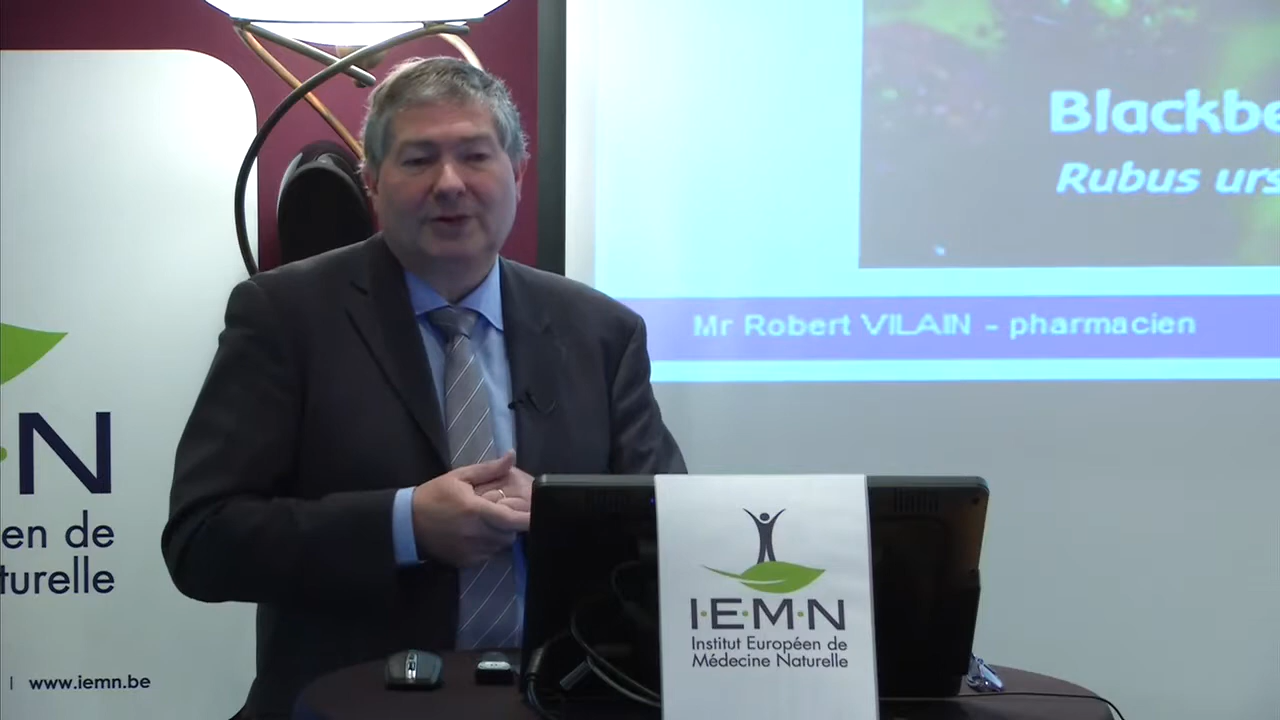 Blackbe
Rubus urs
Mr Robert VILAIN - pharmacien
N
en de
turelle
| www.iemn.be
I·E·M·N
Institut Européen de
Médecine Naturelle